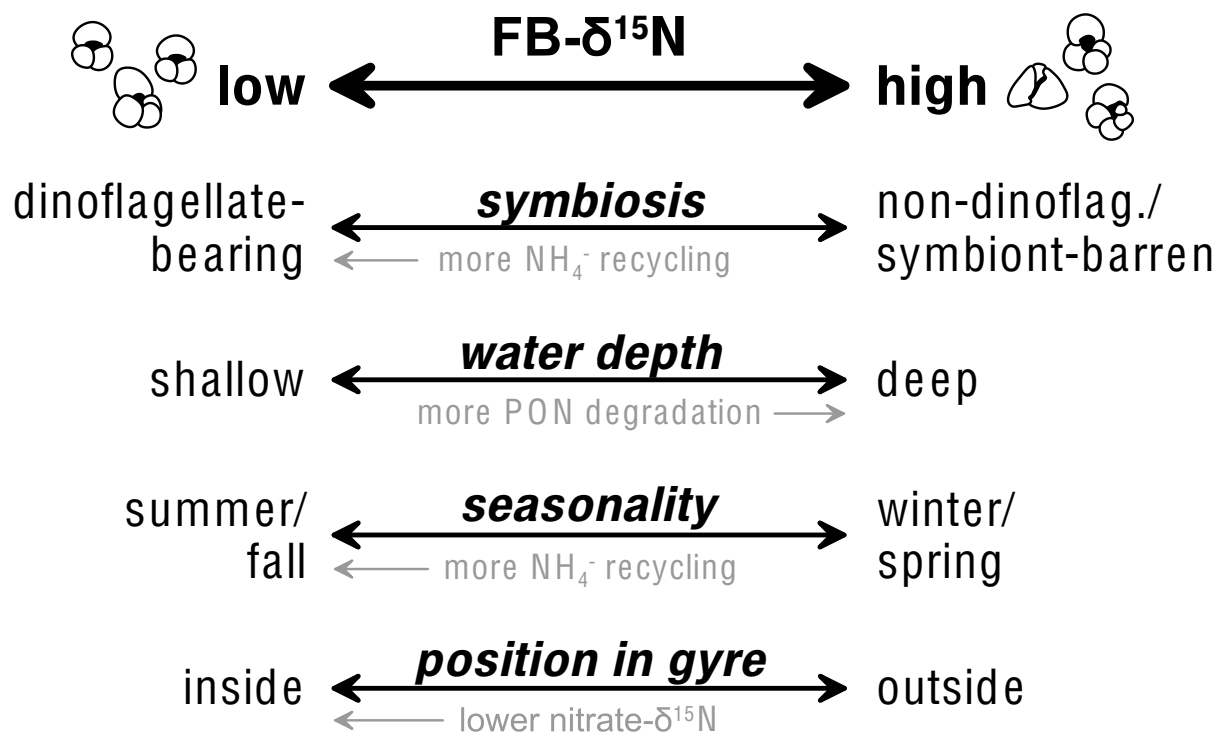 FB-δ¹⁵N
low
high
dinoflagellate-
bearing
symbiosis
more NH₄⁻ recycling
non-dinoflag./
symbiont-barren
shallow
water depth
more PON degradation
deep
summer/
fall
seasonality
more NH₄⁻ recycling
winter/
spring
inside
position in gyre
lower nitrate-δ¹⁵N
outside